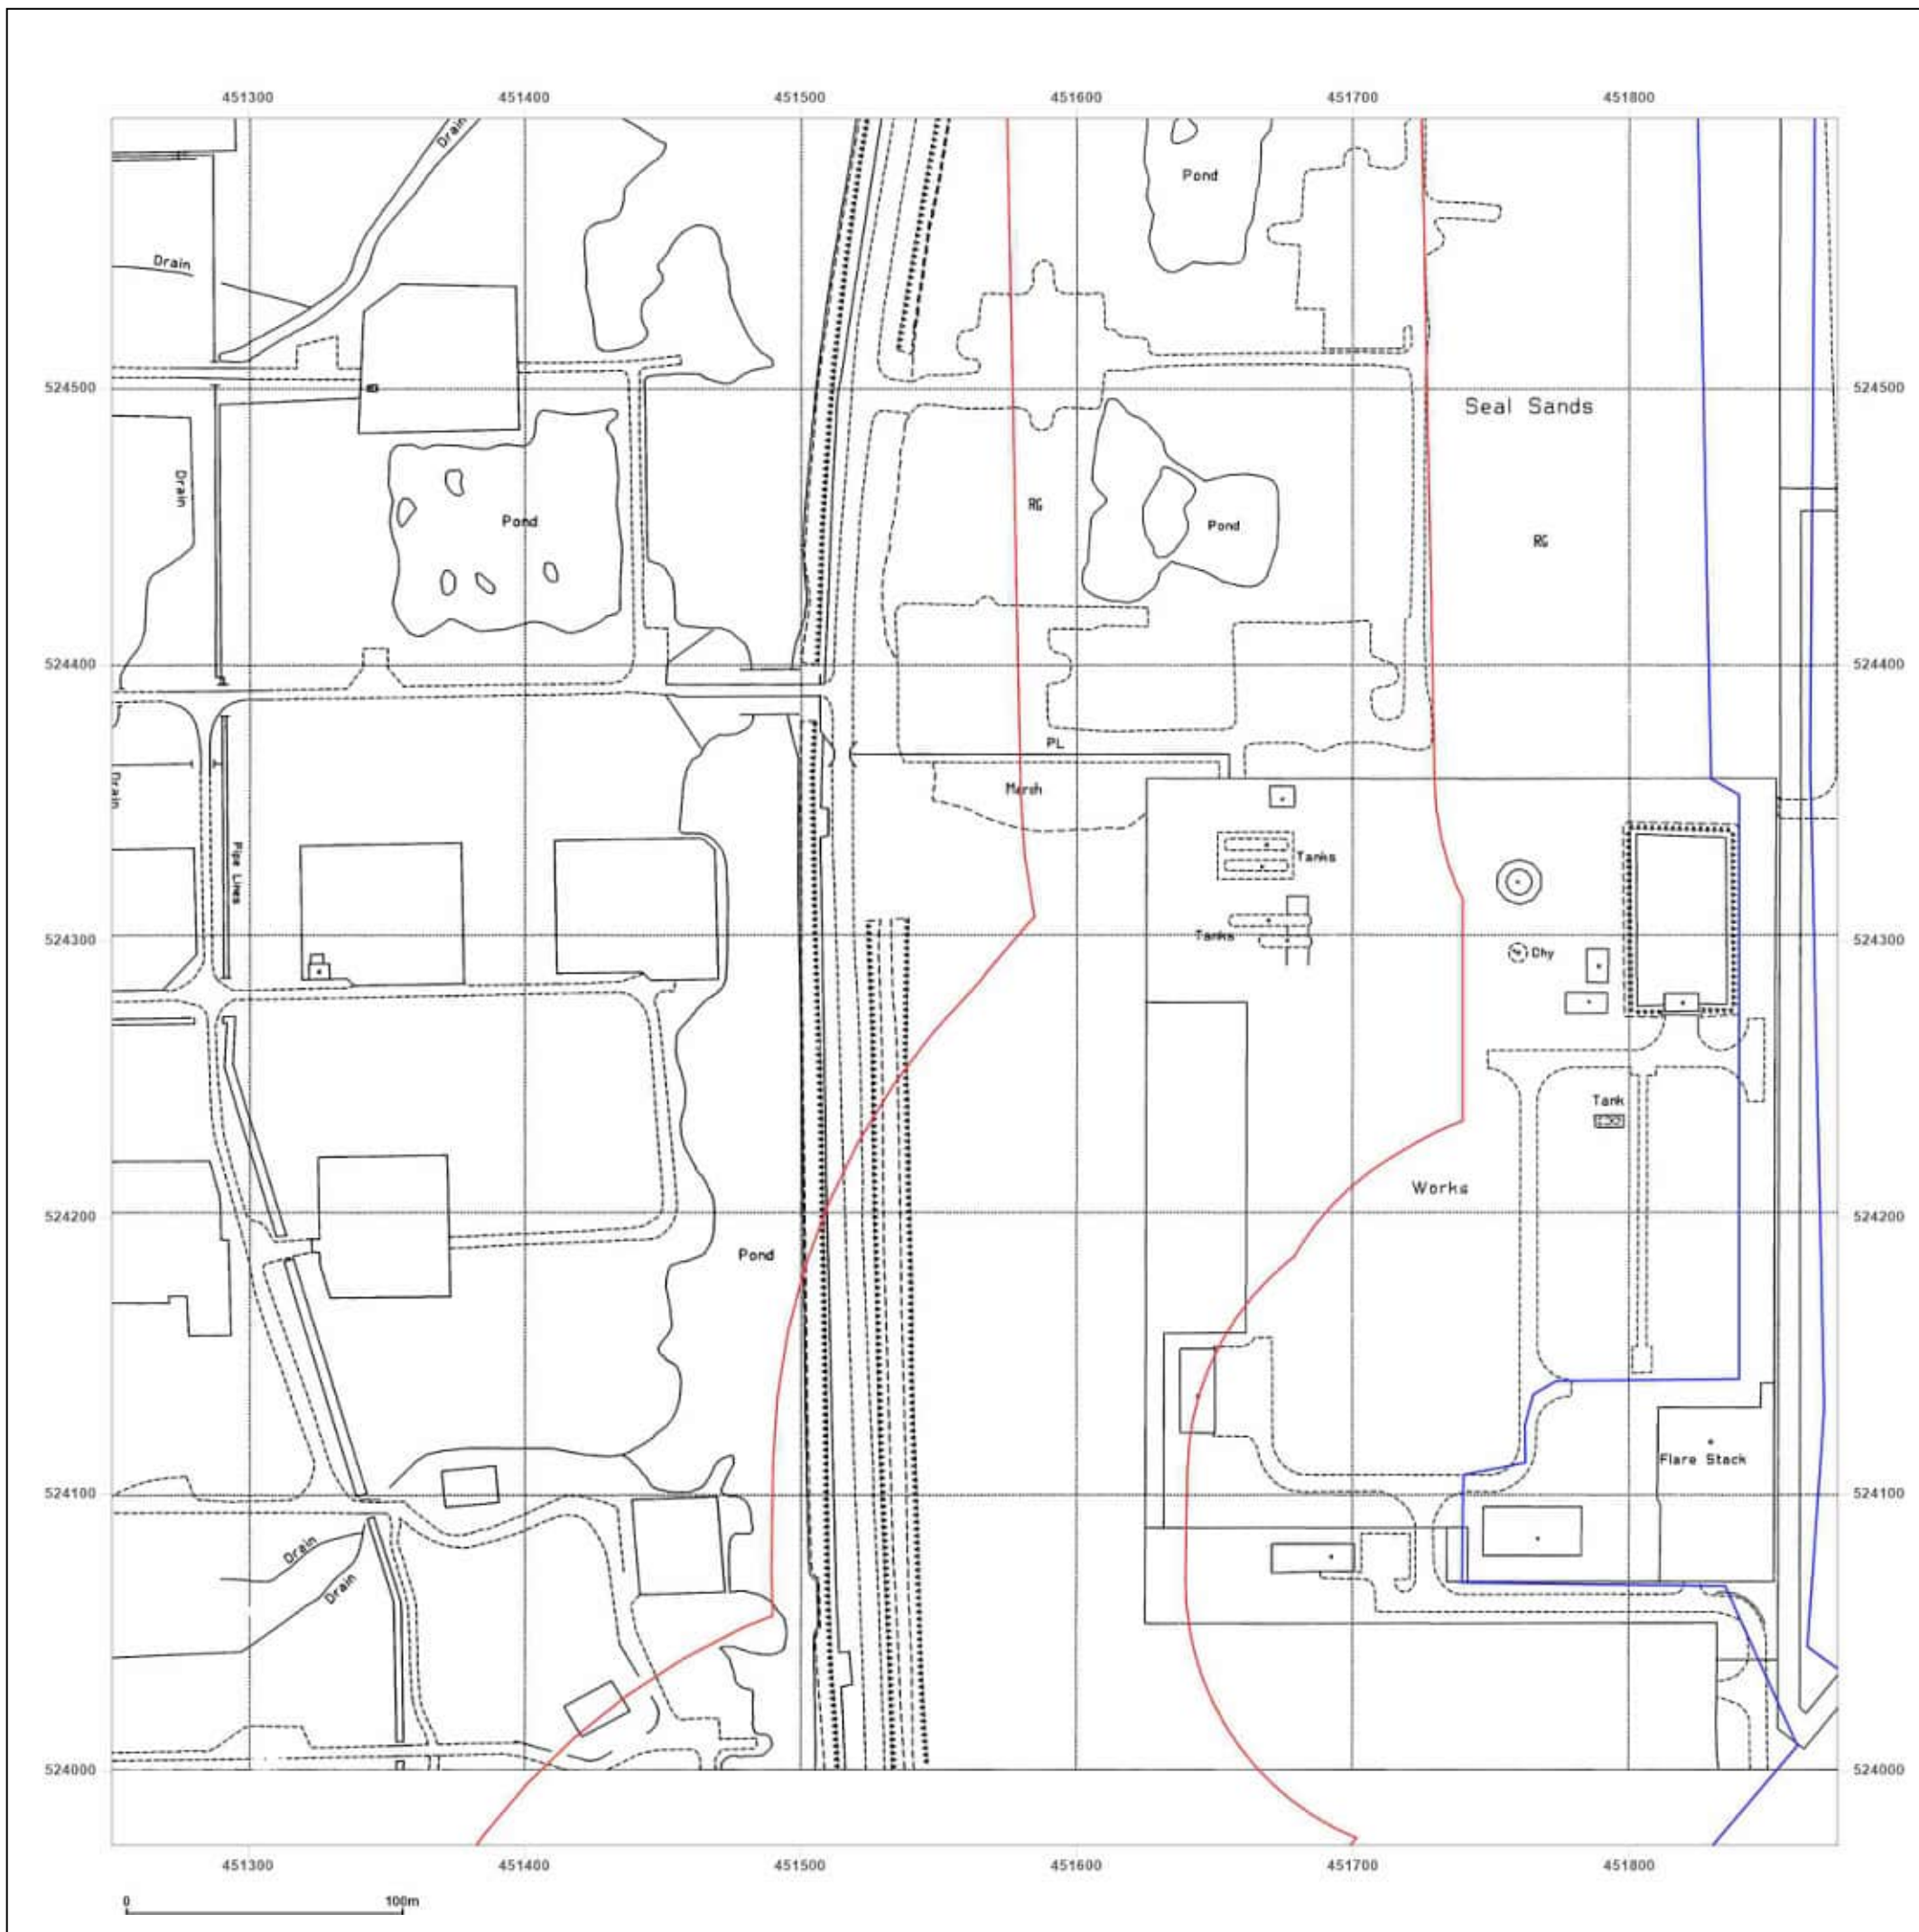 451300 451400 451500 451600 451700 451800
Drain
Pond
Drain
524500 524500
Seal Sands
Drain
RG
Pond
Pond
RG
524400 524400
PL
Drain
Marsh
Pipe Lines
Tanks
524300 524300
Tanks
Dhy
Tank
Works
524200 524200
Pond
Flare Stack
524100 524100
Drain
Drain
524000 524000
451300 451400 451500 451600 451700 451800
0 100m